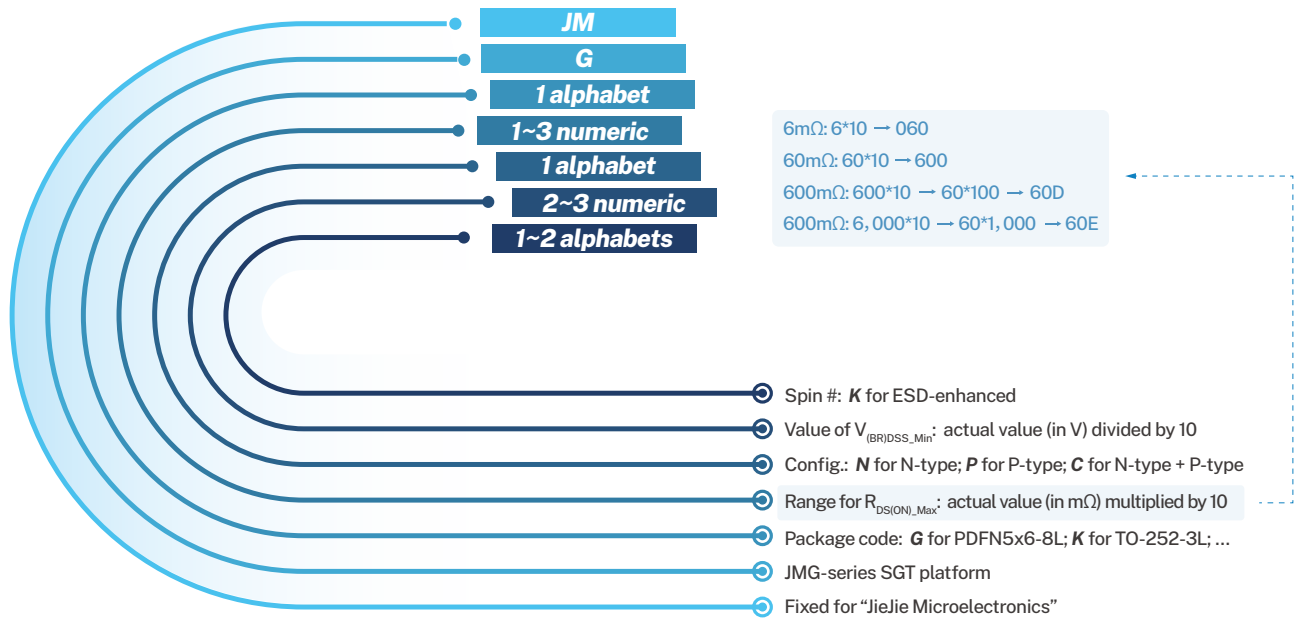 JM
G
1 alphabet
1~3 numeric
1 alphabet
2~3 numeric
1~2 alphabets
6mΩ: 6*10 → 060
60mΩ: 60*10 → 600
600mΩ: 600*10 → 60*100 → 60D
600mΩ: 6,000*10 → 60*1,000 → 60E
Spin #: K for ESD-enhanced
Value of V(BR)DSS_Min: actual value (in V) divided by 10
Config.: N for N-type; P for P-type; C for N-type + P-type
Range for RDS(ON)_Max: actual value (in mΩ) multiplied by 10
Package code: G for PDFN5x6-8L; K for TO-252-3L; ...
JMG-series SGT platform
Fixed for “JieJie Microelectronics”